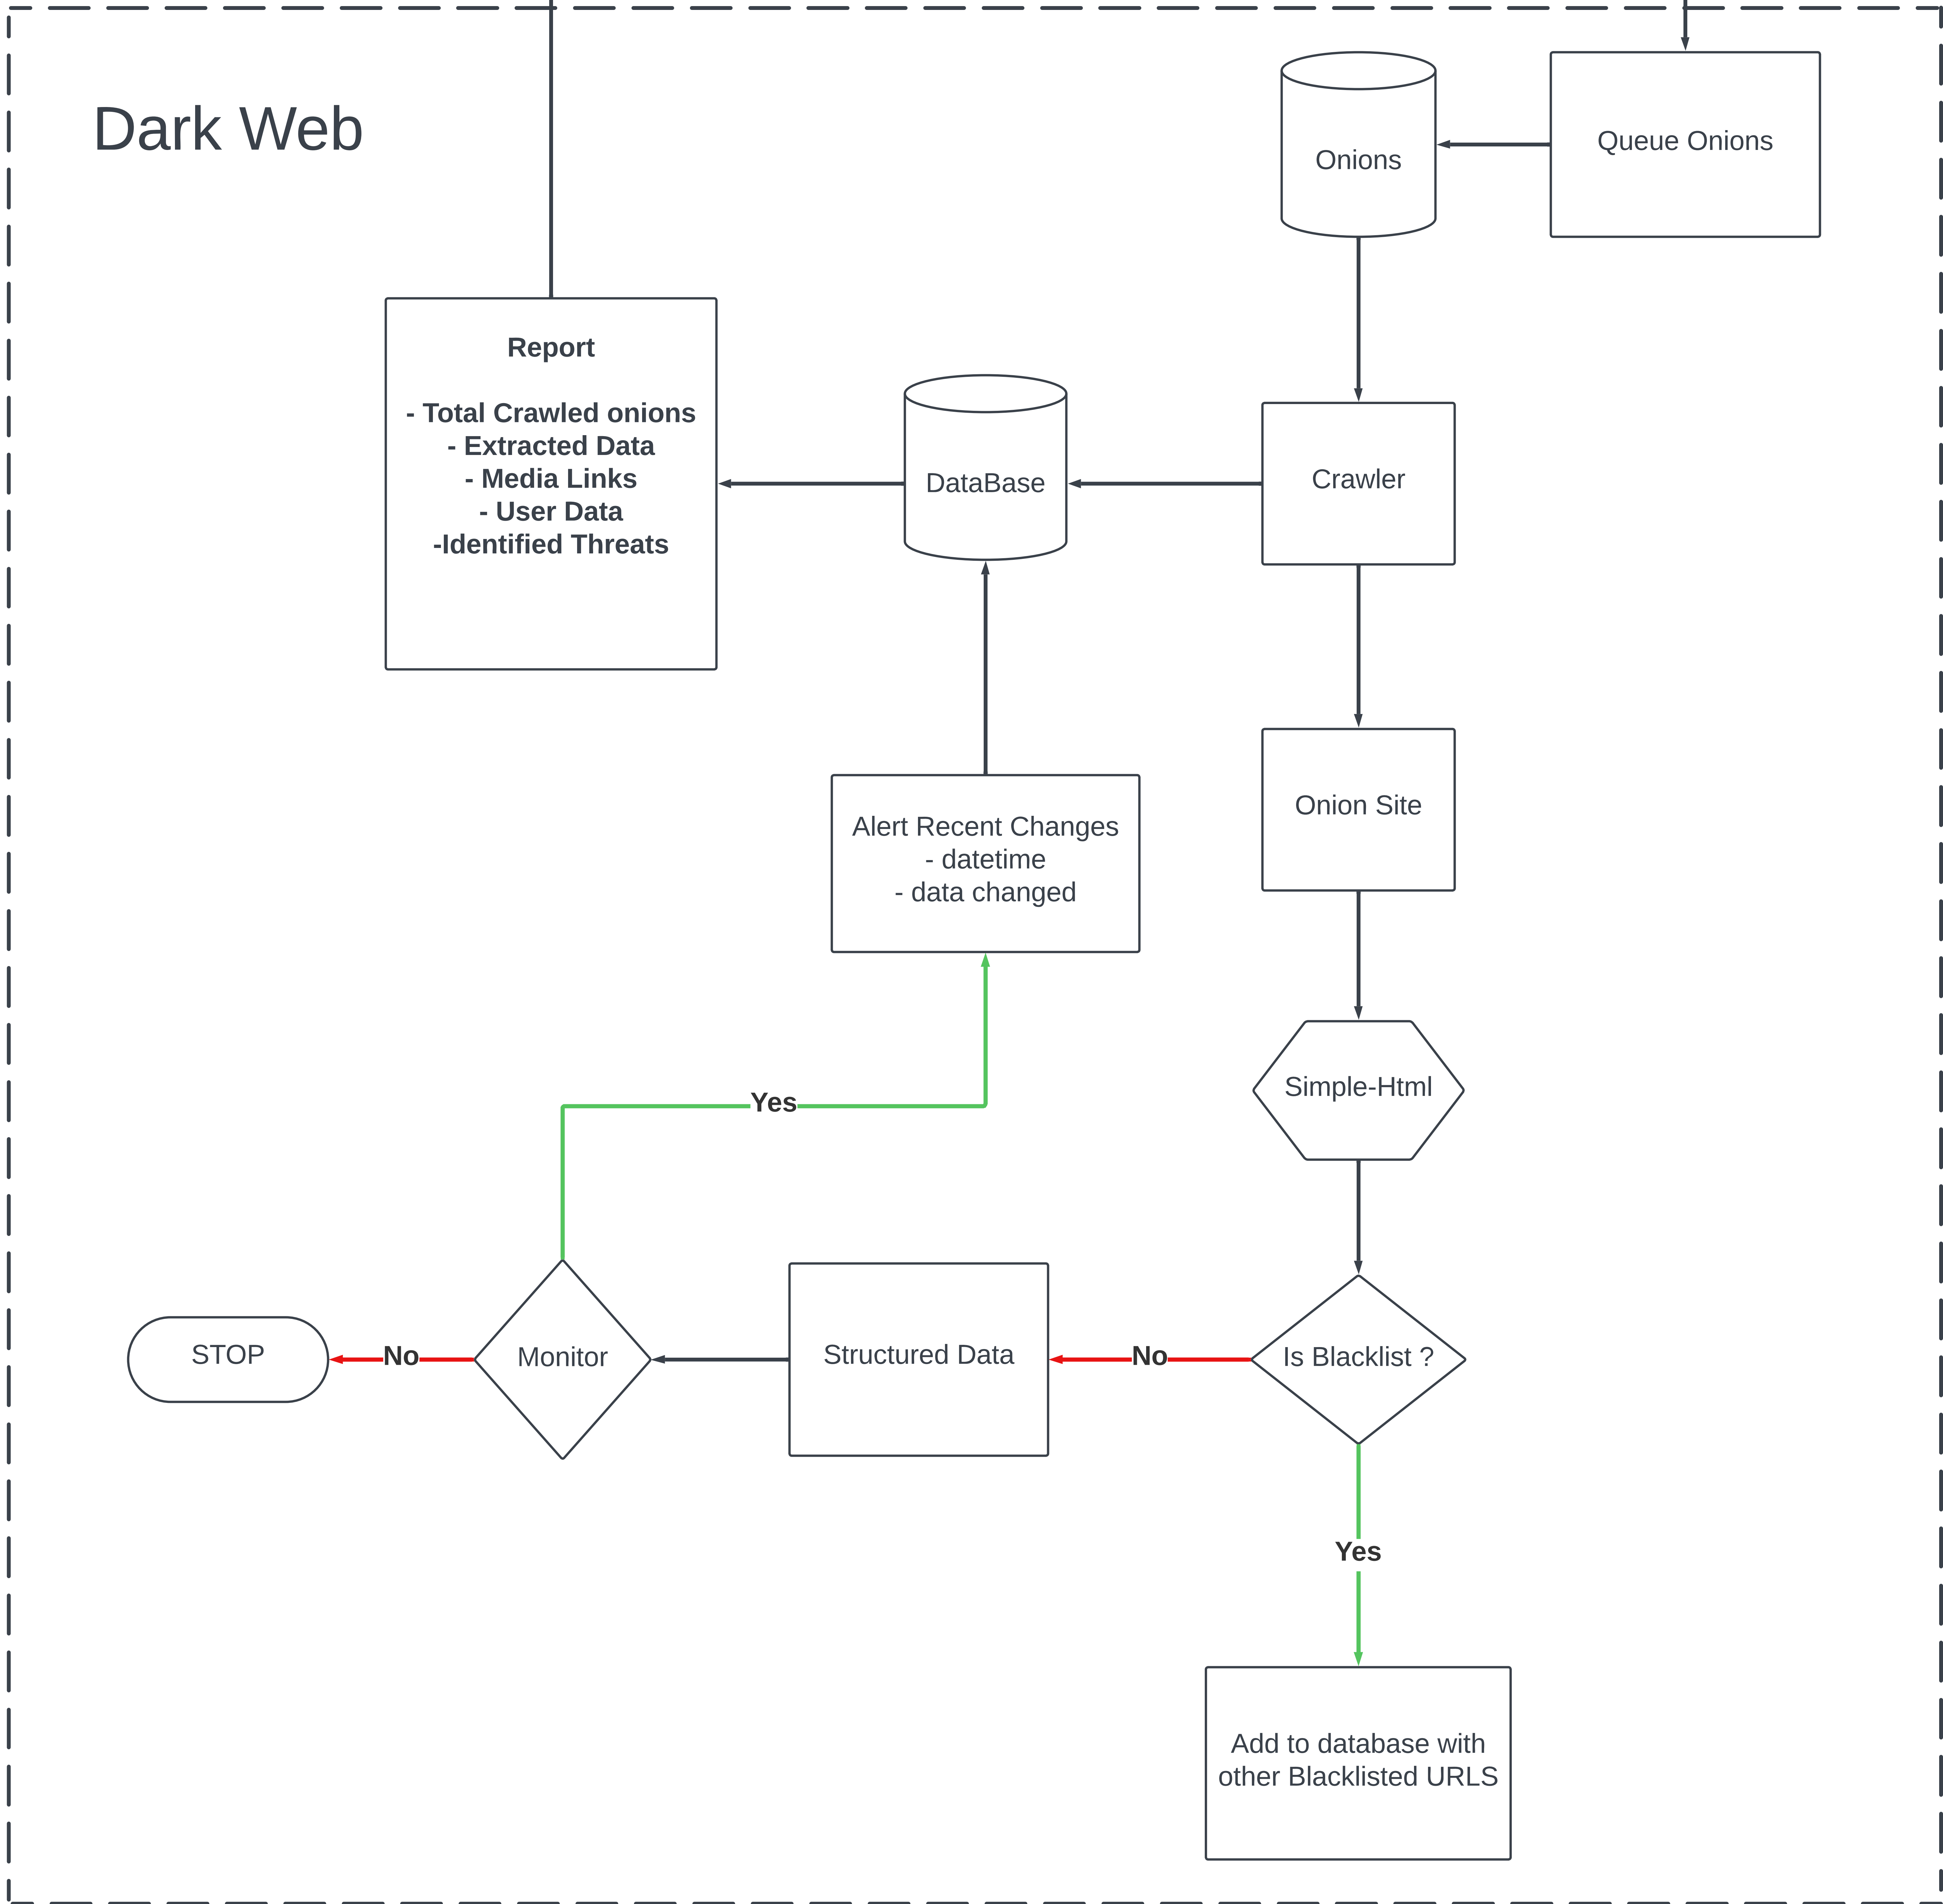 Dark Web
Queue Onions
Onions
Report
- Total Crawled onions
- Extracted Data
- Media Links
- User Data
-Identified Threats
DataBase
Crawler
Onion Site
Alert Recent Changes
- datetime
- data changed
Simple-Html
Yes
STOP
No
Monitor
Structured Data
No
Is Blacklist ?
Yes
Add to database with
other Blacklisted URLS